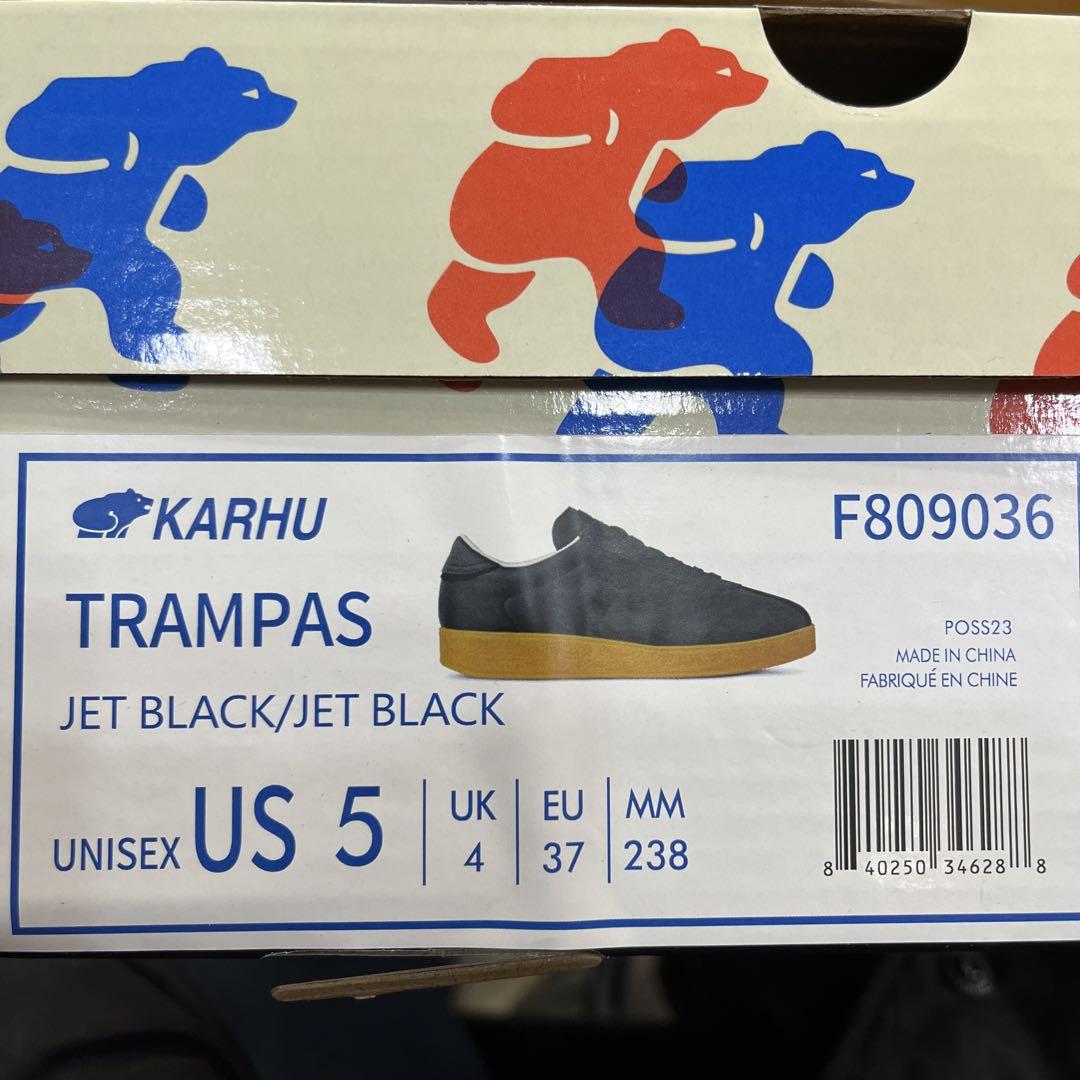 KARHU
F809036
TRAMPAS
POSS23
MADE IN CHINA
FABRIQUÉ EN CHINE
JET BLACK/JET BLACK
UNISEX US 5
UK
4
EU
37
MM
238
8 40250 34628 8